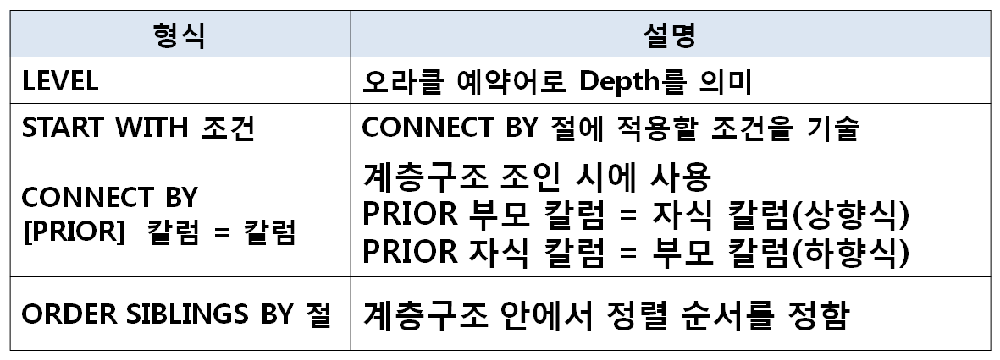 형식
설명
LEVEL
오라클 예약어로 Depth를 의미
START WITH 조건
CONNECT BY 절에 적용할 조건을 기술
CONNECT BY
[PRIOR] 칼럼 = 칼럼
계층구조 조인 시에 사용
PRIOR 부모 칼럼 = 자식 칼럼(상향식)
PRIOR 자식 칼럼 = 부모 칼럼(하향식)
ORDER SIBLINGS BY 절
계층구조 안에서 정렬 순서를 정함